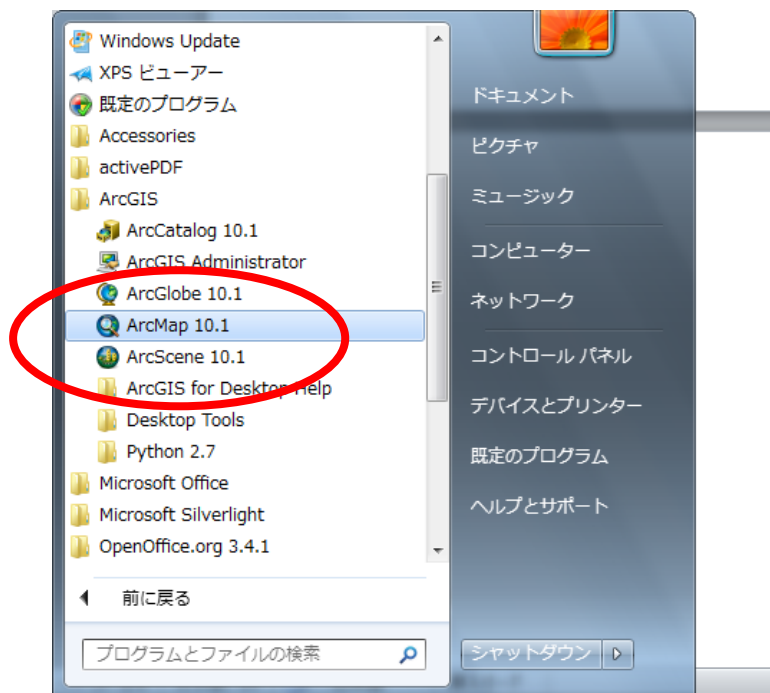 Windows Update
XPS ビューアー
既定のプログラム
Accessories
activePDF
ArcGIS
ArcCatalog 10.1
ArcGIS Administrator
ArcGlobe 10.1
ArcMap 10.1
ArcScene 10.1
ArcGIS for Desktop Help
Desktop Tools
Python 2.7
Microsoft Office
Microsoft Silverlight
OpenOffice.org 3.4.1
前に戻る
プログラムとファイルの検索
ドキュメント
ピクチャ
ミュージック
コンピューター
ネットワーク
コントロール パネル
デバイスとプリンター
既定のプログラム
ヘルプとサポート
シャットダウン